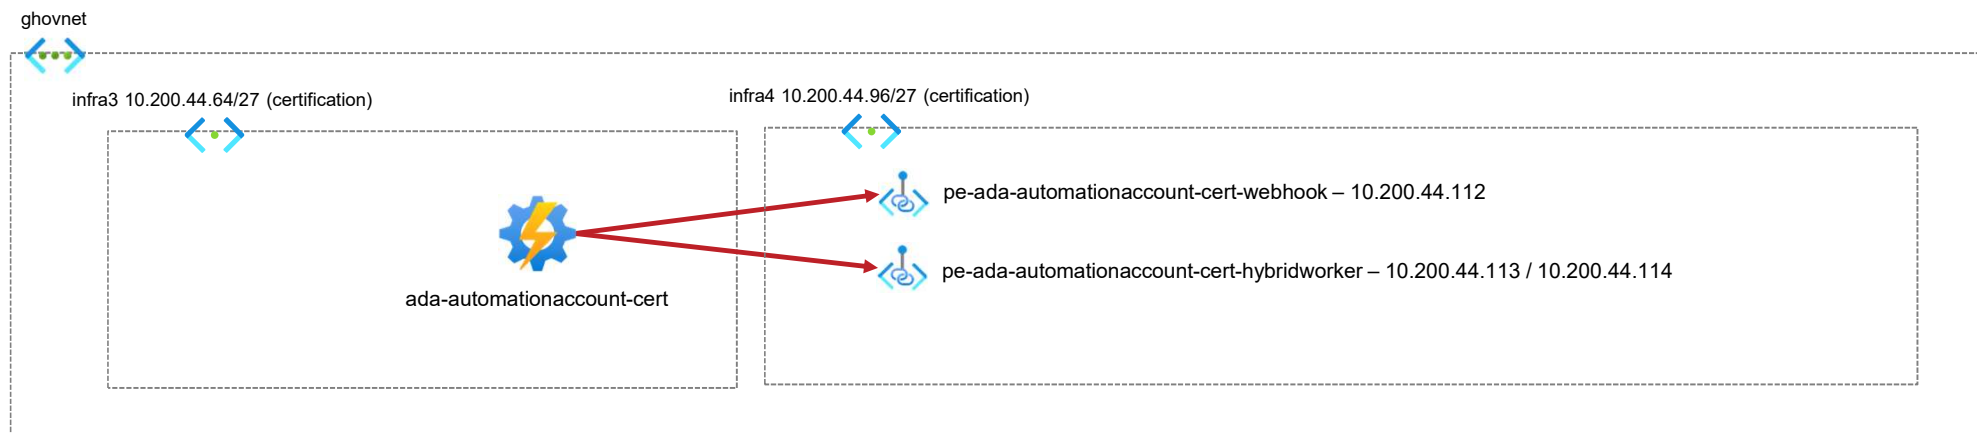 ghovnet
infra3 10.200.44.64/27 (certification)
infra4 10.200.44.96/27 (certification)
pe-ada-automationaccount-cert-webhook – 10.200.44.112
pe-ada-automationaccount-cert-hybridworker – 10.200.44.113 / 10.200.44.114
ada-automationaccount-cert